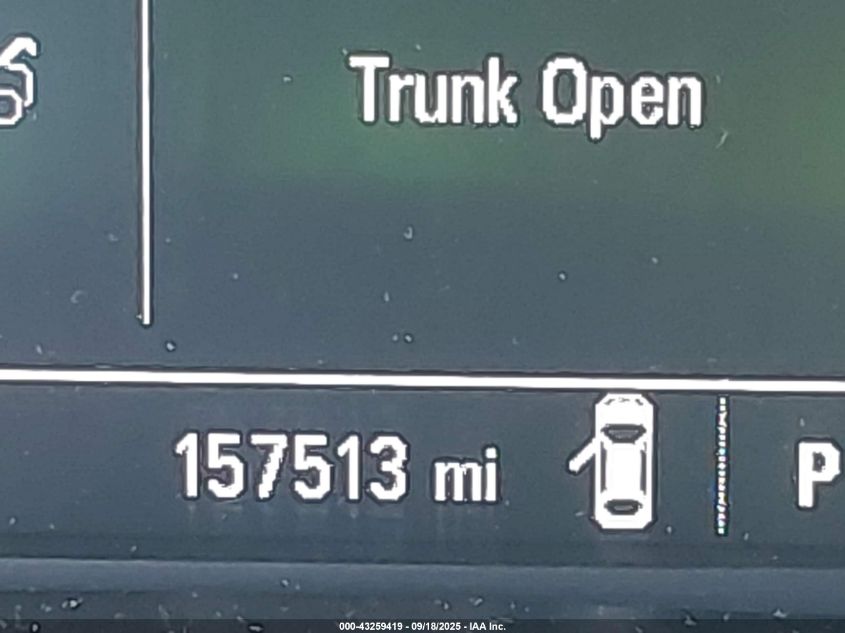 Trunk Open
157513 mi
P
000-43259419 - 09/18/2025 - IAA Inc.